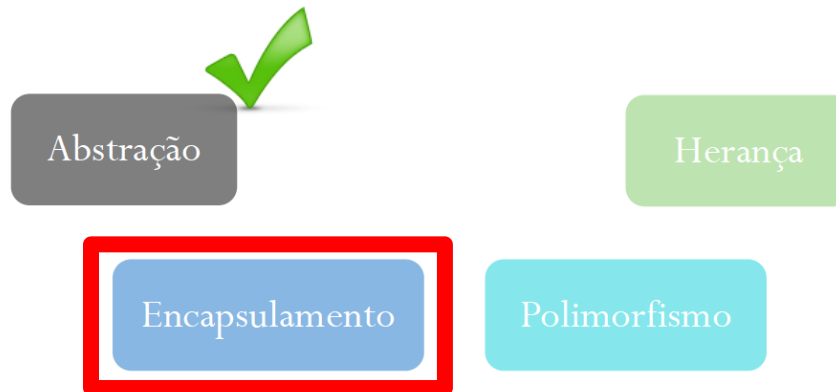 Abstração
Herança
Encapsulamento
Polimorfismo